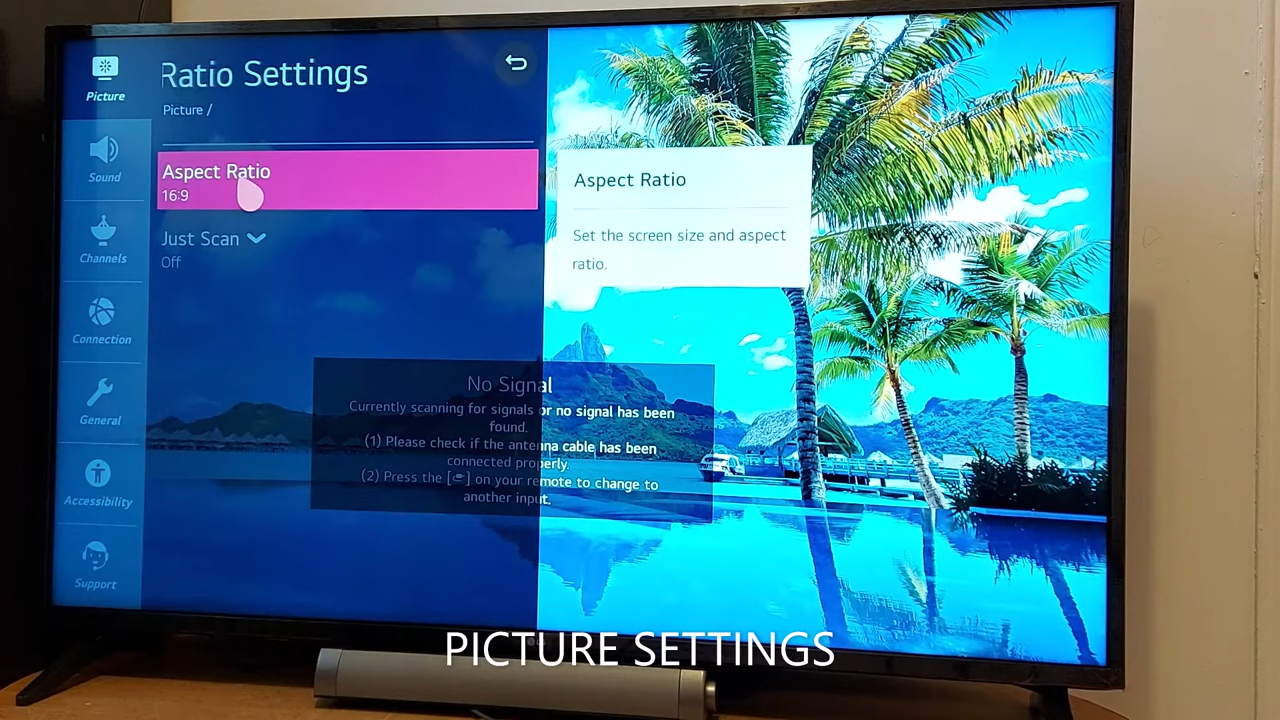 Picture
Sound
Channels
Connection
General
Accessibility
Support
Ratio Settings
Picture /
Aspect Ratio
16:9
Just Scan
Off
Aspect Ratio
Set the screen size and aspect
ratio.
No Signal
Currently scanning for signals or no signal has been
found.
(1) Please check if the antenna cable has been
connected properly.
(2) Press the [ ] on your remote to change to
another input.
PICTURE SETTINGS